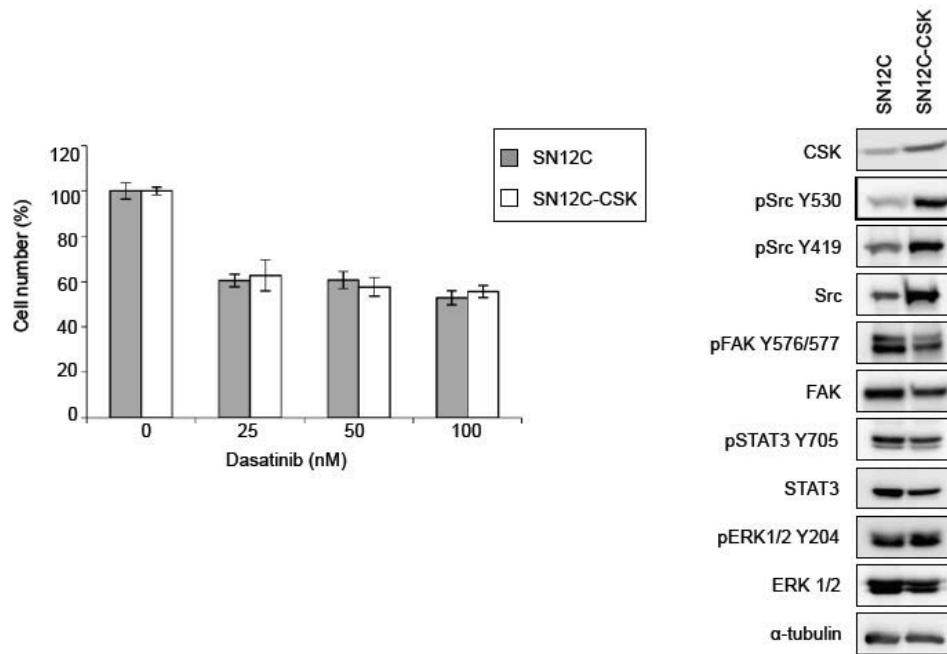 120
100
80
60
40
20
0
Cell number (%)
0 25 50 100
Dasatinib (nM)
SN12C
SN12C-CSK
SN12C
SN12C-CSK
CSK
pSrc Y530
pSrc Y419
Src
pFAK Y576/577
FAK
pSTAT3 Y705
STAT3
pERK1/2 Y204
ERK 1/2
α-tubulin